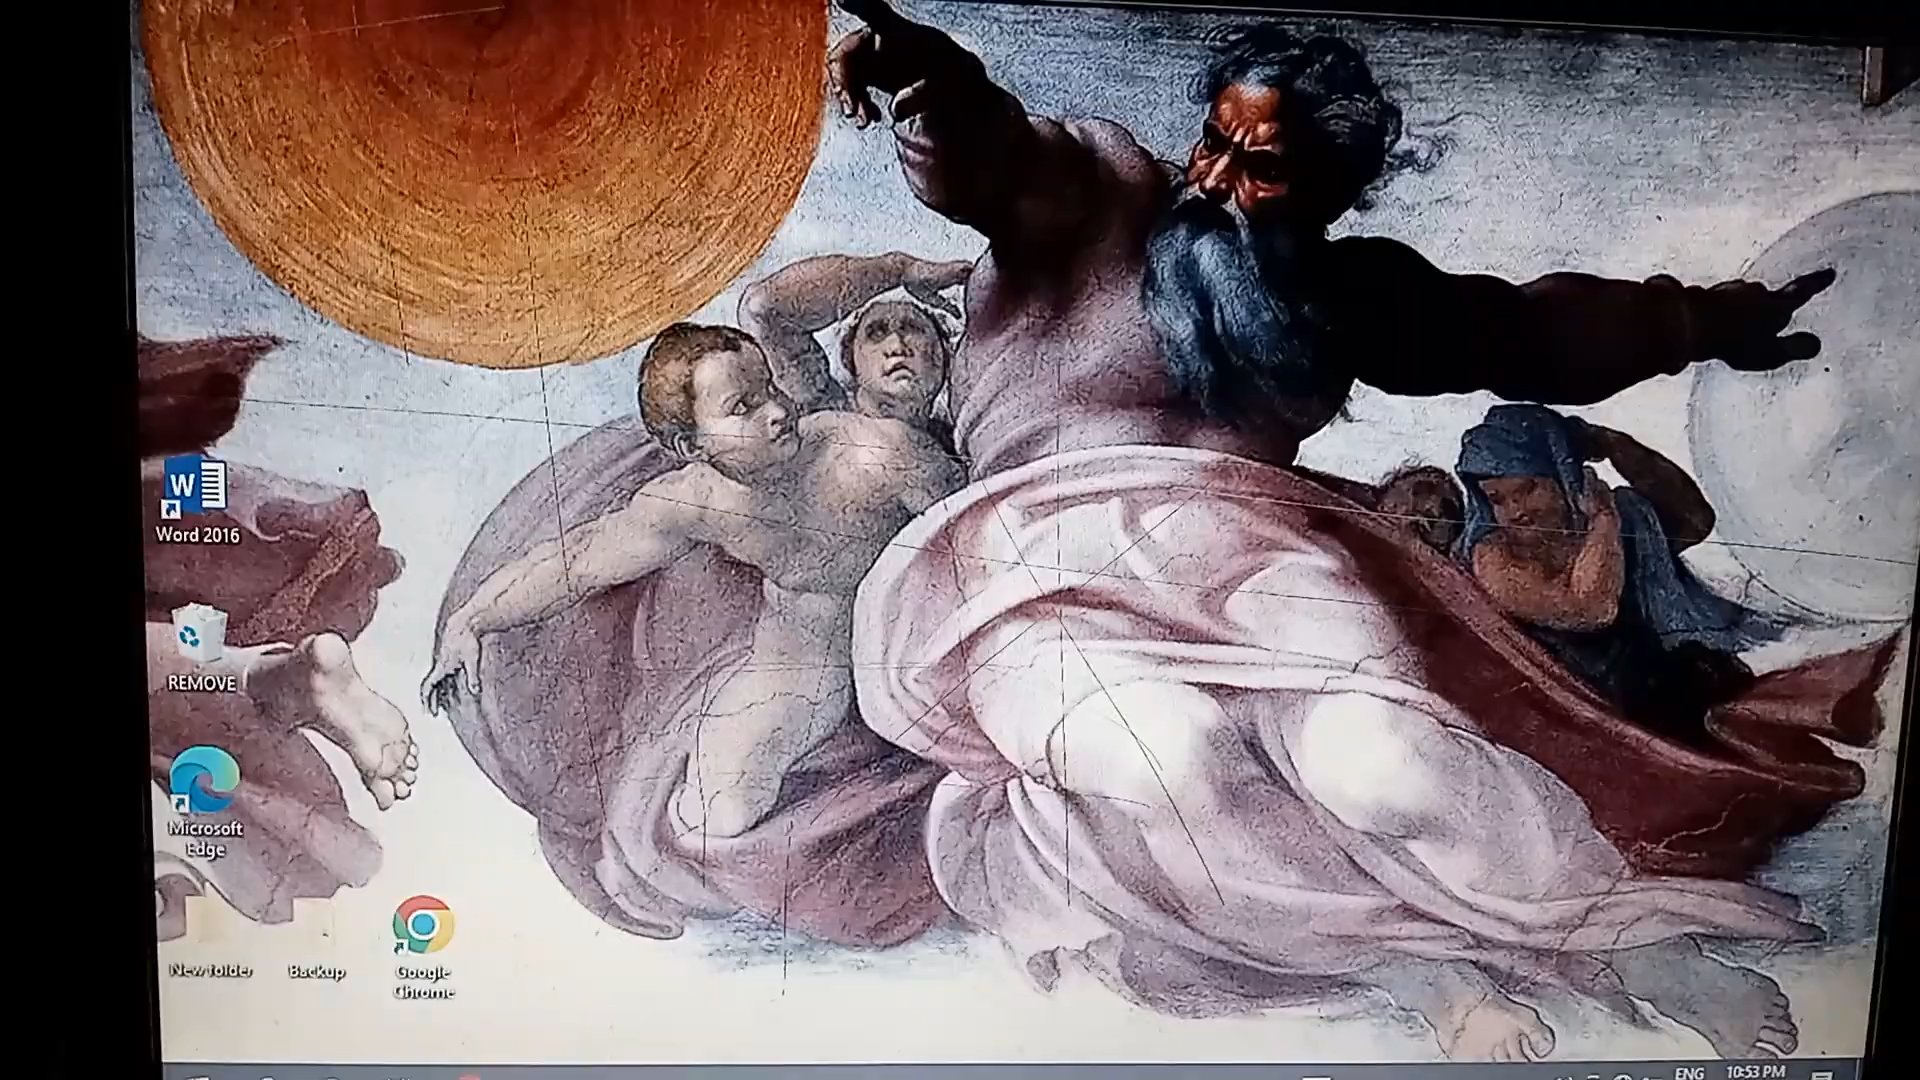 W
Word 2016
REMOVE
Microsoft
Edge
New folder
Backup
Google
Chrome
ENG
10:53 PM